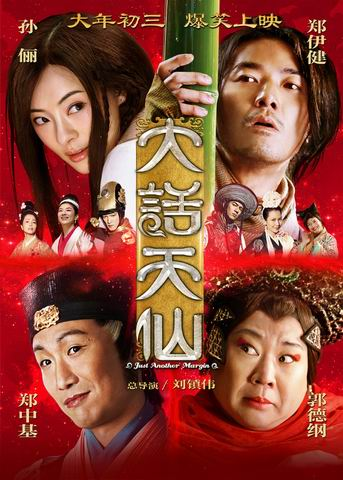 大年初三 爆笑上映
孙俪
郑伊健
大話天仙
Just Another Margin
总导演/刘镇伟
郑中基
郭德纲